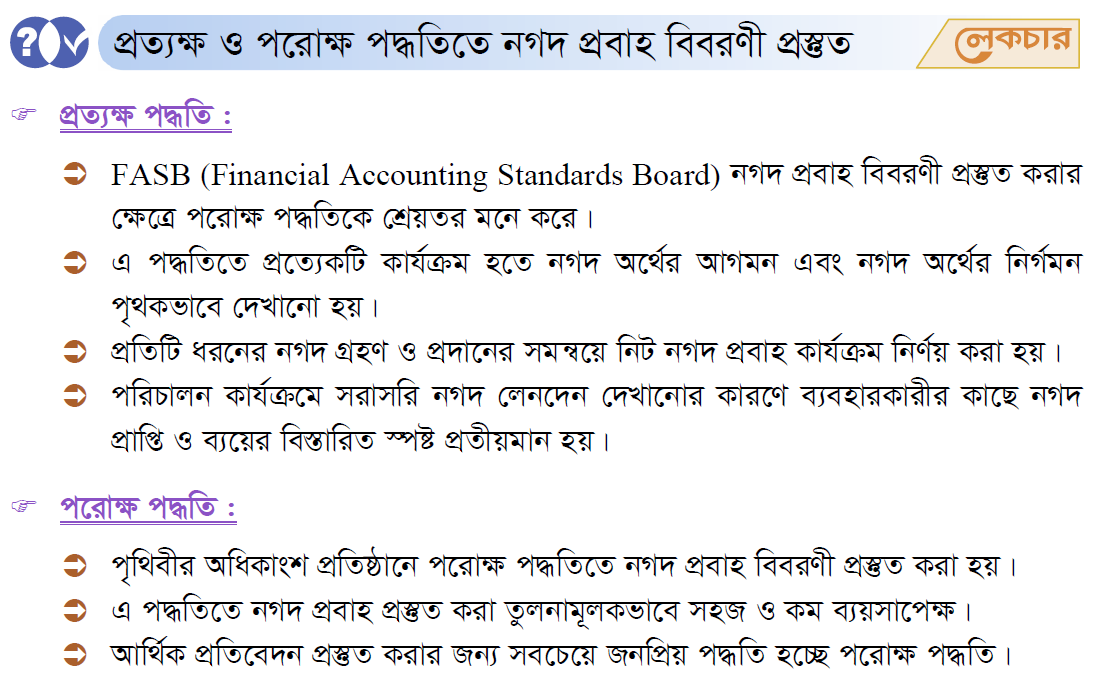 প্রত্যক্ষ ও পরোক্ষ পদ্ধতিতে নগদ প্রবাহ বিবরণী প্রস্তুত
লেকচার
প্রত্যক্ষ পদ্ধতি :
FASB (Financial Accounting Standards Board) নগদ প্রবাহ বিবরণী প্রস্তুত করার
ক্ষেত্রে পরোক্ষ পদ্ধতিকে শ্রেয়তর মনে করে।
এ পদ্ধতিতে প্রত্যেকটি কার্যক্রম হতে নগদ অর্থের আগমন এবং নগদ অর্থের নির্গমন
পৃথকভাবে দেখানো হয়।
প্রতিটি ধরনের নগদ গ্রহণ ও প্রদানের সমন্বয়ে নিট নগদ প্রবাহ কার্যক্রম নির্ণয় করা হয়।
পরিচালন কার্যক্রমে সরাসরি নগদ লেনদেন দেখানোর কারণে ব্যবহারকারীর কাছে নগদ
প্রাপ্তি ও ব্যয়ের বিস্তারিত স্পষ্ট প্রতীয়মান হয়।
পরোক্ষ পদ্ধতি :
পৃথিবীর অধিকাংশ প্রতিষ্ঠানে পরোক্ষ পদ্ধতিতে নগদ প্রবাহ বিবরণী প্রস্তুত করা হয়।
এ পদ্ধতিতে নগদ প্রবাহ প্রস্তুত করা তুলনামূলকভাবে সহজ ও কম ব্যয়সাপেক্ষ।
আর্থিক প্রতিবেদন প্রস্তুত করার জন্য সবচেয়ে জনপ্রিয় পদ্ধতি হচ্ছে পরোক্ষ পদ্ধতি।